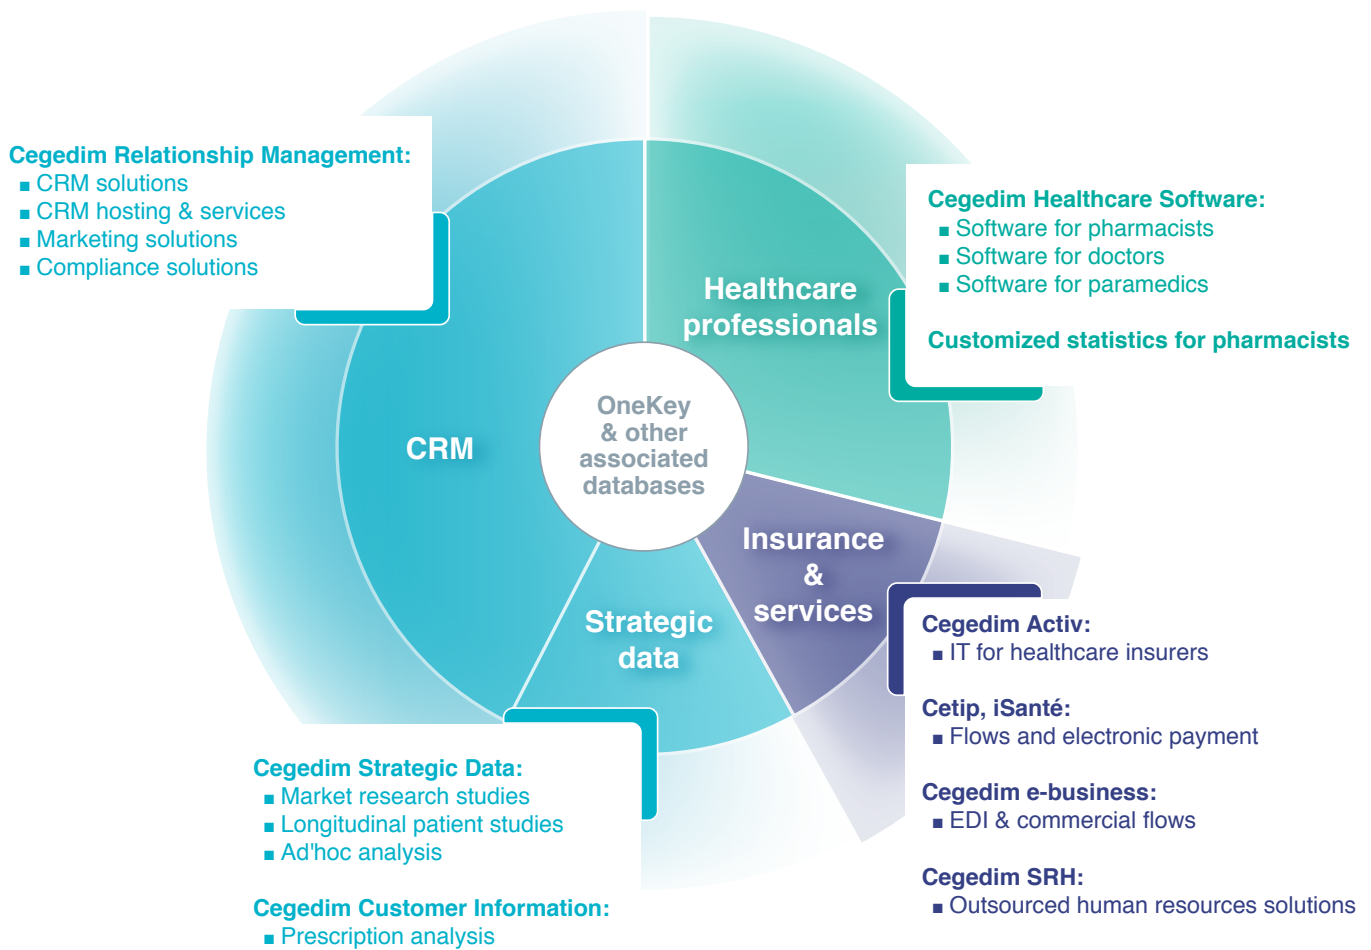 Cegedim Relationship Management:
■ CRM solutions
■ CRM hosting & services
■ Marketing solutions
■ Compliance solutions
Cegedim Healthcare Software:
■ Software for pharmacists
■ Software for doctors
■ Software for paramedics
Customized statistics for pharmacists
Healthcare
professionals
OneKey
& other
associated
databases
CRM
Insurance
&
services
Strategic
data
Cegedim Activ:
■ IT for healthcare insurers
Cetip, iSanté:
■ Flows and electronic payment
Cegedim e-business:
■ EDI & commercial flows
Cegedim SRH:
■ Outsourced human resources solutions
Cegedim Strategic Data:
■ Market research studies
■ Longitudinal patient studies
■ Ad'hoc analysis
Cegedim Customer Information:
■ Prescription analysis